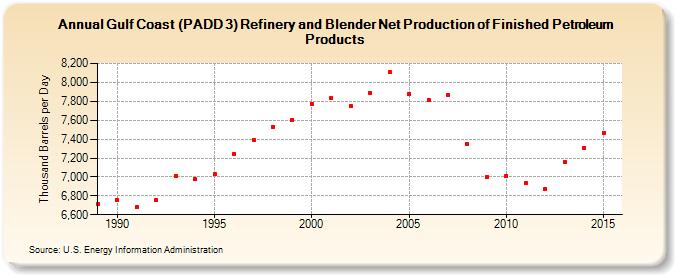 Annual Gulf Coast (PADD 3) Refinery and Blender Net Production of Finished Petroleum
Products
Thousand Barrels per Day
8,200
8,000
7,800
7,600
7,400
7,200
7,000
6,800
6,600
1990 1995 2000 2005 2010 2015
Source: U.S. Energy Information Administration